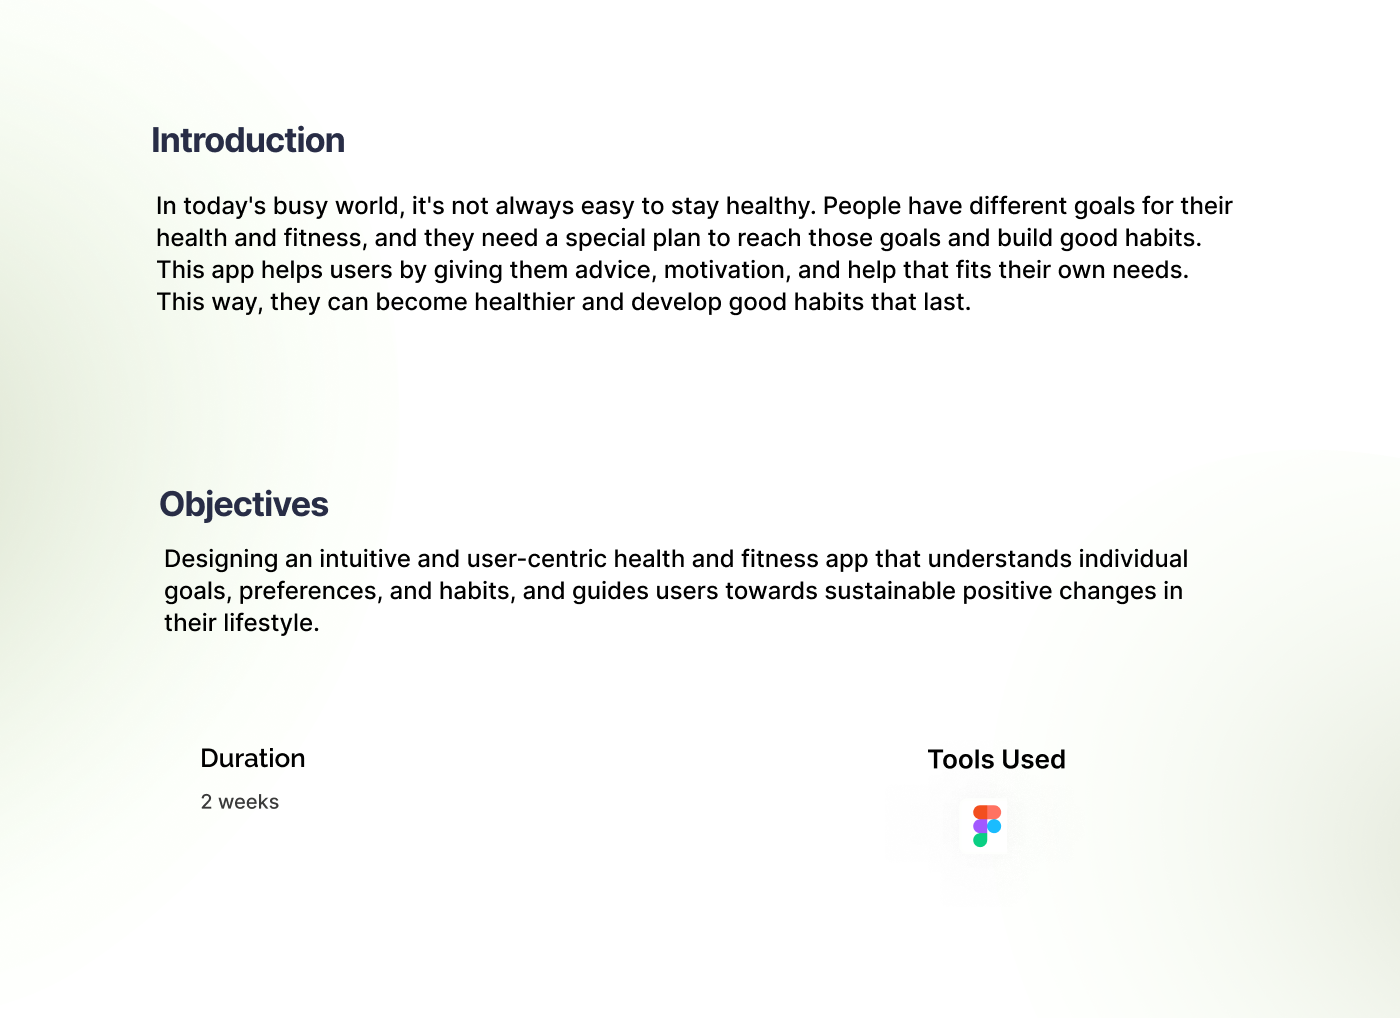 Introduction
In today's busy world, it's not always easy to stay healthy. People have different goals for their
health and fitness, and they need a special plan to reach those goals and build good habits.
This app helps users by giving them advice, motivation, and help that fits their own needs.
This way, they can become healthier and develop good habits that last.
Objectives
Designing an intuitive and user-centric health and fitness app that understands individual
goals, preferences, and habits, and guides users towards sustainable positive changes in
their lifestyle.
Duration
2 weeks
Tools Used